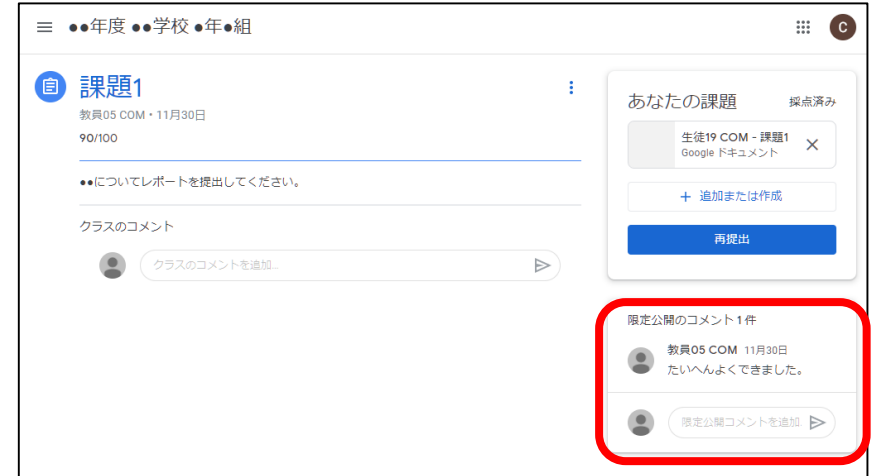 ●●年度 ●●学校 ●年●組
C
課題1
教員05 COM・11月30日
90/100
●●についてレポートを提出してください。
クラスのコメント
クラスのコメントを追加...
あなたの課題 採点済み
生徒19 COM - 課題1
Google ドキュメント
+ 追加または作成
再提出
限定公開のコメント 1 件
教員05 COM 11月30日
たいへんよくできました。
限定公開コメントを追加